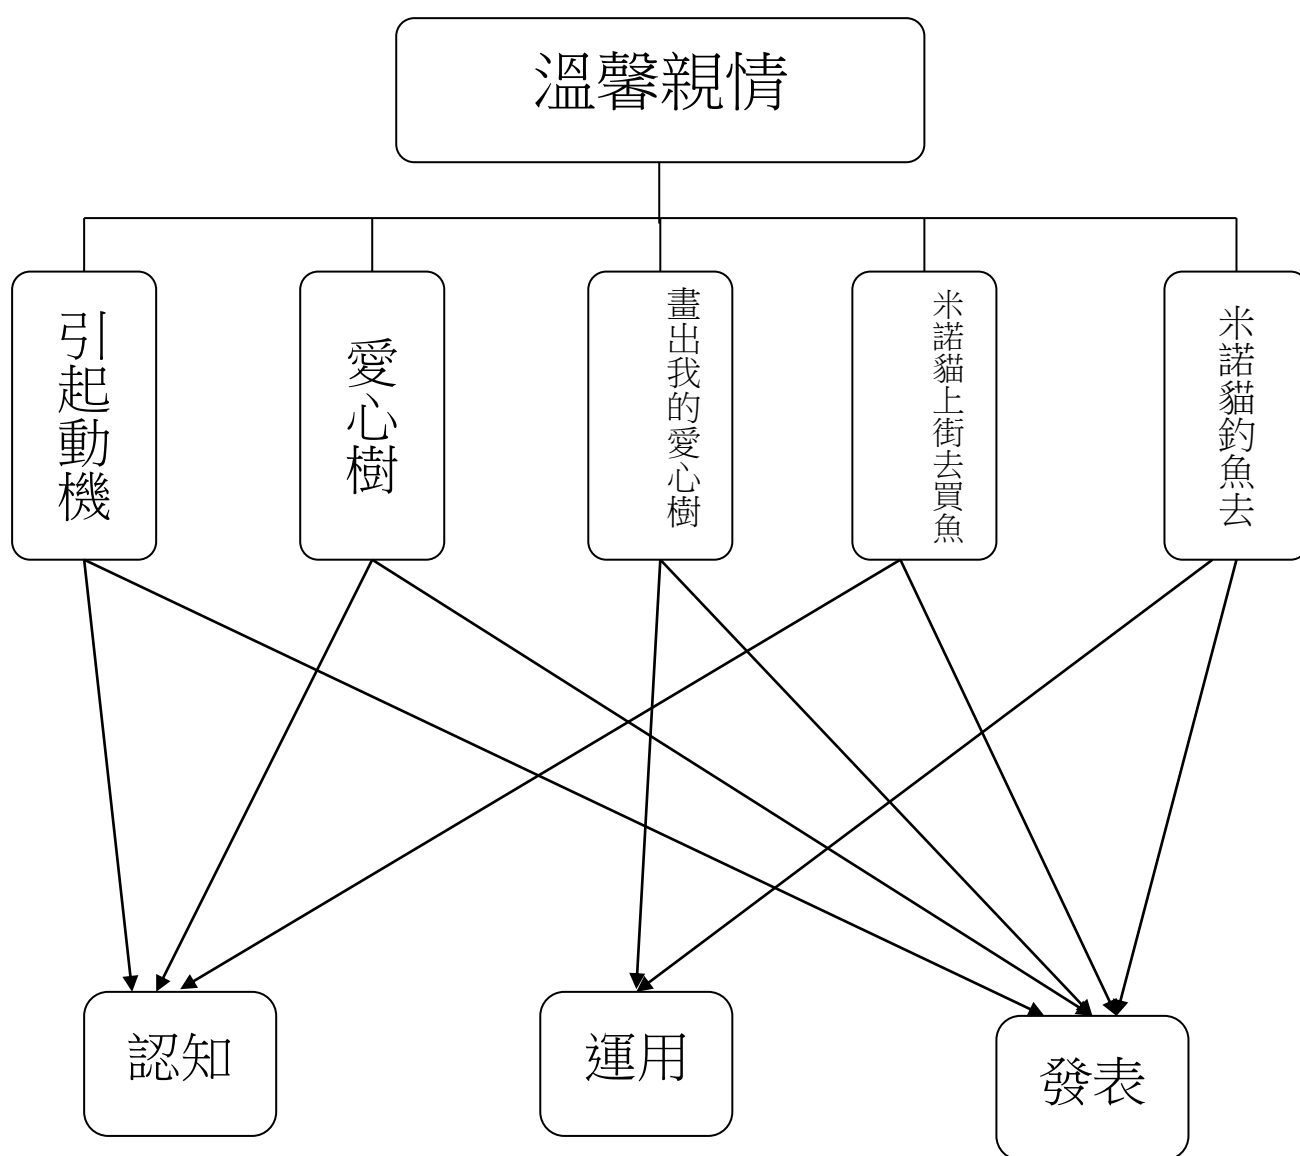 溫馨親情
引起動機
愛心樹
畫出我的愛心樹
米諾貓上街去買魚
米諾貓釣魚去
認知
運用
發表